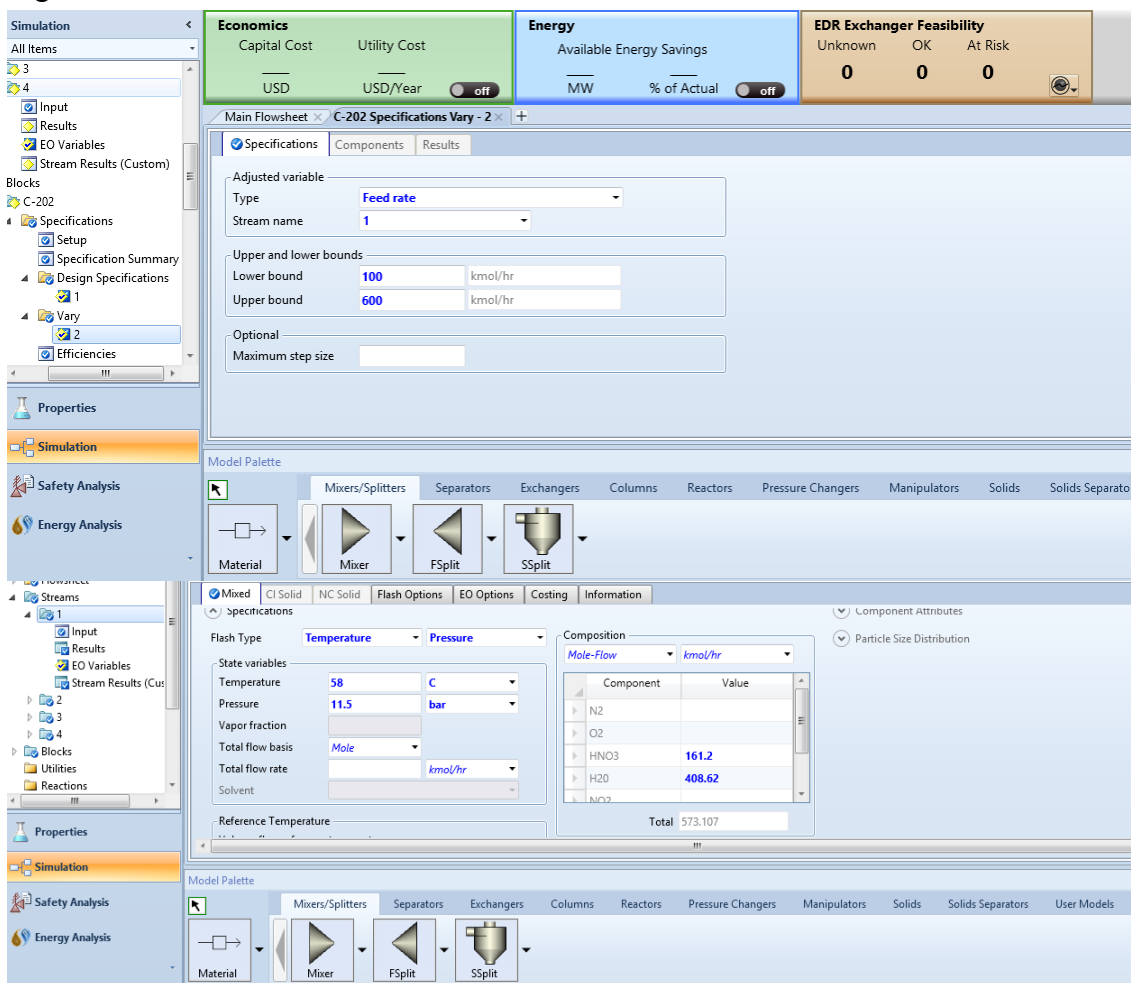 Simulation
All Items
3
4
Input
Results
EO Variables
Stream Results (Custom)
Blocks
C-202
Specifications
Setup
Specification Summary
Design Specifications
1
Vary
2
Efficiencies
Properties
Simulation
Safety Analysis
Energy Analysis
Economics
Capital Cost Utility Cost
USD USD/Year off
Energy
Available Energy Savings
MW % of Actual off
EDR Exchanger Feasibility
Unknown OK At Risk
0 0 0
Main Flowsheet C-202 Specifications Vary - 2 +
Specifications Components Results
Adjusted variable
Type Feed rate
Stream name 1
Upper and lower bounds
Lower bound 100 kmol/hr
Upper bound 600 kmol/hr
Optional
Maximum step size
Model Palette
Mixers/Splitters Separators Exchangers Columns Reactors Pressure Changers Manipulators Solids Solids Separato
Material Mixer FSplit SSplit
Streams
1
Input
Results
EO Variables
Stream Results (Cus
2
3
4
Blocks
Utilities
Reactions
Properties
Simulation
Safety Analysis
Energy Analysis
Mixed CI Solid NC Solid Flash Options EO Options Costing Information
Specifications
Flash Type Temperature Pressure
State variables
Temperature 58 C
Pressure 11.5 bar
Vapor fraction
Total flow basis Mole
Total flow rate kmol/hr
Solvent
Reference Temperature
Composition
Mole-Flow kmol/hr
Component Value
N2
O2
HNO3 161.2
H20 408.62
NO2
Total 573.107
Component Attributes
Particle Size Distribution
Model Palette
Mixers/Splitters Separators Exchangers Columns Reactors Pressure Changers Manipulators Solids Solids Separators User Models
Material Mixer FSplit SSplit